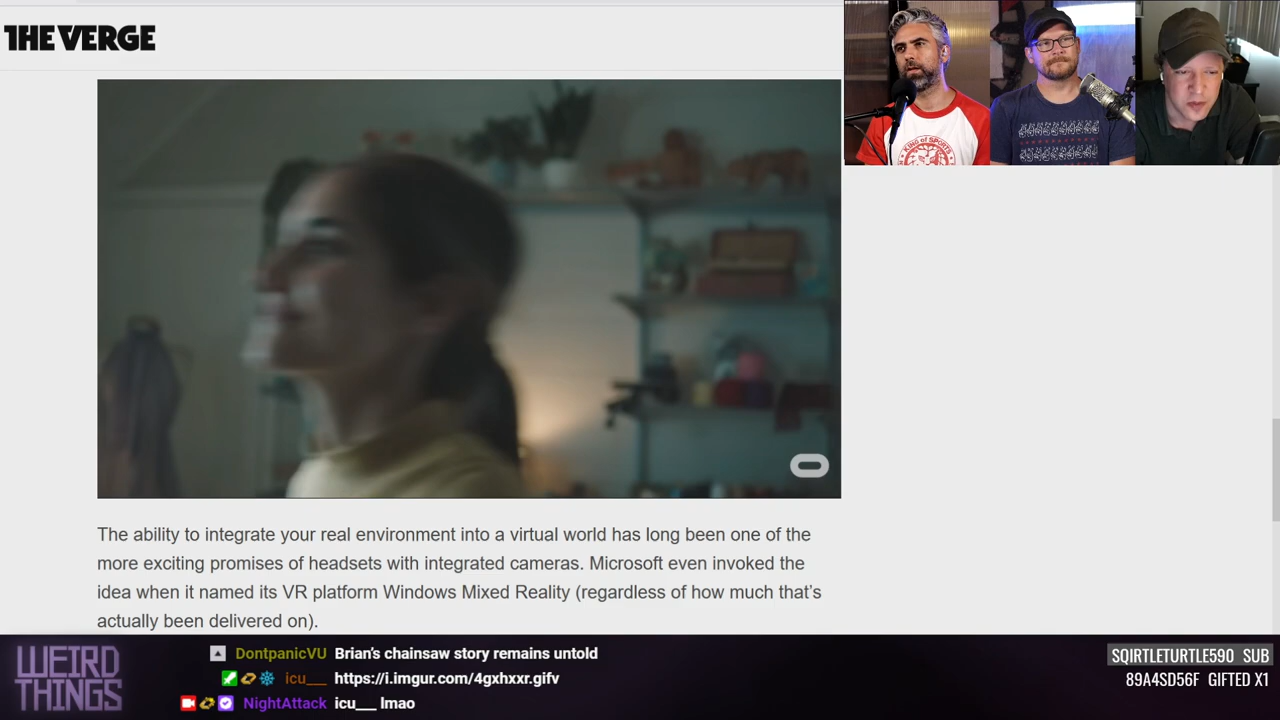 THE VERGE
KING of SPORTS
The ability to integrate your real environment into a virtual world has long been one of the
more exciting promises of headsets with integrated cameras. Microsoft even invoked the
idea when it named its VR platform Windows Mixed Reality (regardless of how much that's
actually been delivered on).
WEIRD
THINGS
DontpanicVU Brian's chainsaw story remains untold
icu___ https://i.imgur.com/4gxhxxr.gifv
NightAttack icu___ lmao
SQIRTLETURTLE590 SUB
89A4SD56F GIFTED X1